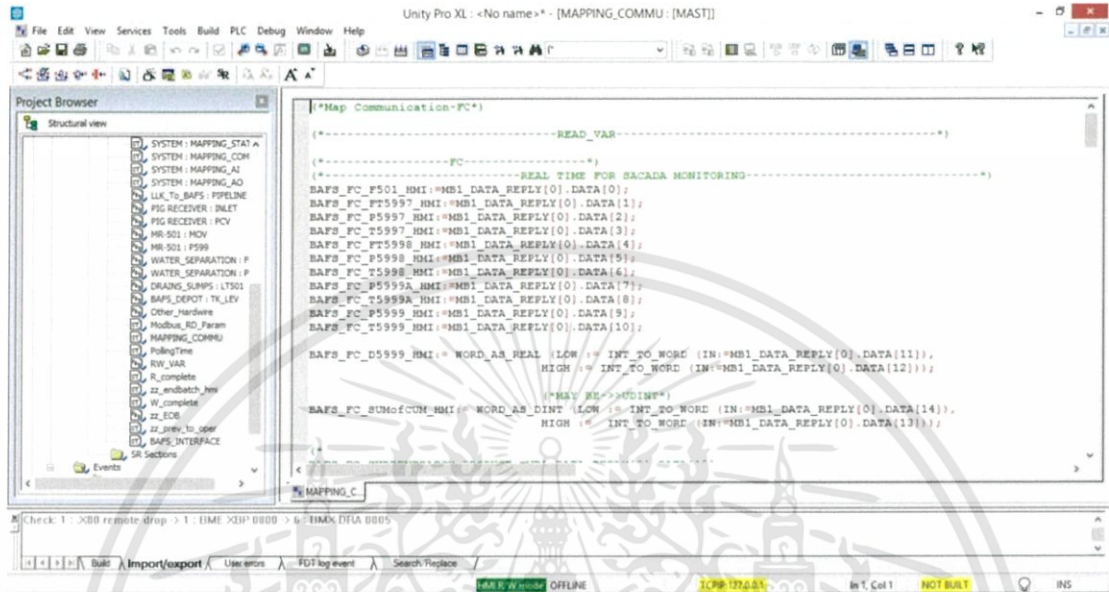 Unity Pro XL : <No name>* - [MAPPING_COMMU : [MAST]]
File Edit View Services Tools Build PLC Debug Window Help
Project Browser
Structural view
SYSTEM : MAPPING_STAT
SYSTEM : MAPPING_COM
SYSTEM : MAPPING_AI
SYSTEM : MAPPING_AO
LLK_To_BAFS : PIPELINE
PIG RECEIVER : INLET
PIG RECEIVER : PCV
MR-501 : MOV
MR-501 : P599
WATER_SEPARATION : F
WATER_SEPARATION : P
DRAINS_SUMPS : LT501
BAFS_DEPOT : TK_LEV
Other_Hardwire
Modbus_RD_Param
MAPPING_COMMU
PollingTime
RW_VAR
R_complete
zz_endbatch_hmi
W_complete
zz_EOB
zz_prev_to_oper
BAFS_INTERFACE
SR Sections
Events
(*Map Communication-FC*)
(*------------------------------------READ_VAR--------------------------------------------------*)
(*-------------------FC------------------*)
(*-----------------------------REAL TIME FOR SACADA MONITORING-----------------------------------*)
BAFS_FC_F501_HMI:=MB1_DATA_REPLY[0].DATA[0];
BAFS_FC_FT5997_HMI:=MB1_DATA_REPLY[0].DATA[1];
BAFS_FC_P5997_HMI:=MB1_DATA_REPLY[0].DATA[2];
BAFS_FC_T5997_HMI:=MB1_DATA_REPLY[0].DATA[3];
BAFS_FC_FT5998_HMI:=MB1_DATA_REPLY[0].DATA[4];
BAFS_FC_P5998_HMI:=MB1_DATA_REPLY[0].DATA[5];
BAFS_FC_T5998_HMI:=MB1_DATA_REPLY[0].DATA[6];
BAFS_FC_P5999A_HMI:=MB1_DATA_REPLY[0].DATA[7];
BAFS_FC_T5999A_HMI:=MB1_DATA_REPLY[0].DATA[8];
BAFS_FC_P5999_HMI:=MB1_DATA_REPLY[0].DATA[9];
BAFS_FC_T5999_HMI:=MB1_DATA_REPLY[0].DATA[10];
BAFS_FC_D5999_HMI:= WORD_AS_REAL (LOW := INT_TO_WORD (IN:=MB1_DATA_REPLY[0].DATA[11]),
HIGH := INT_TO_WORD (IN:=MB1_DATA_REPLY[0].DATA[12]));
(*MAY BE->>UDINT*)
BAFS_FC_SUMofCUM_HMI:= WORD_AS_DINT (LOW := INT_TO_WORD (IN:=MB1_DATA_REPLY[0].DATA[14]),
HIGH := INT_TO_WORD (IN:=MB1_DATA_REPLY[0].DATA[13]));
(*
MAPPING_C...
Check: 1 : .X80 remote drop -> 1 : BME XBP 0800 -> 6 : BMX DRA 0805
Build Import/export User errors FDT log event Search/Replace
HMI R/W mode OFFLINE TCPIP:127.0.0.1 ln 1, Col 1 NOT BUILT INS